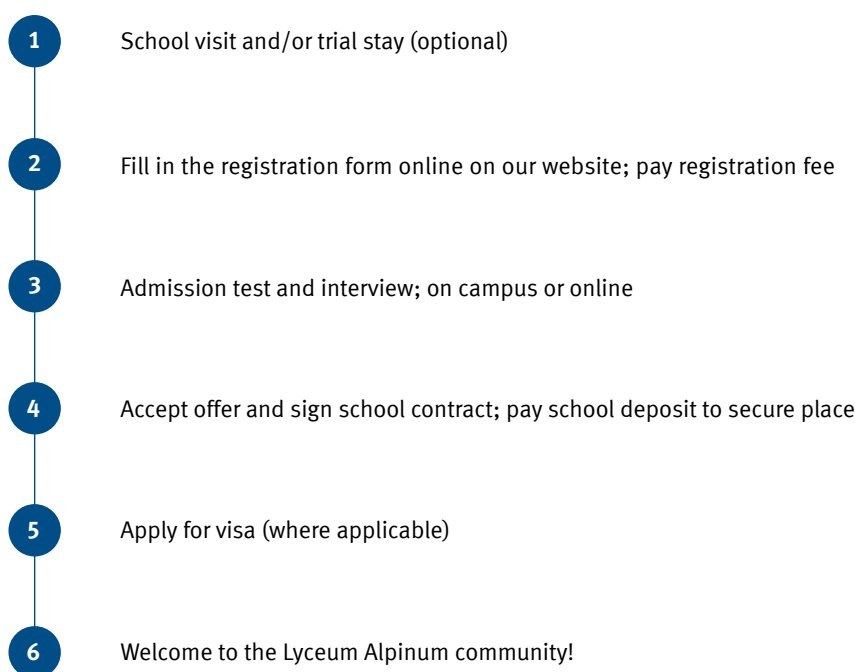 1 School visit and/or trial stay (optional)
2 Fill in the registration form online on our website; pay registration fee
3 Admission test and interview; on campus or online
4 Accept offer and sign school contract; pay school deposit to secure place
5 Apply for visa (where applicable)
6 Welcome to the Lyceum Alpinum community!